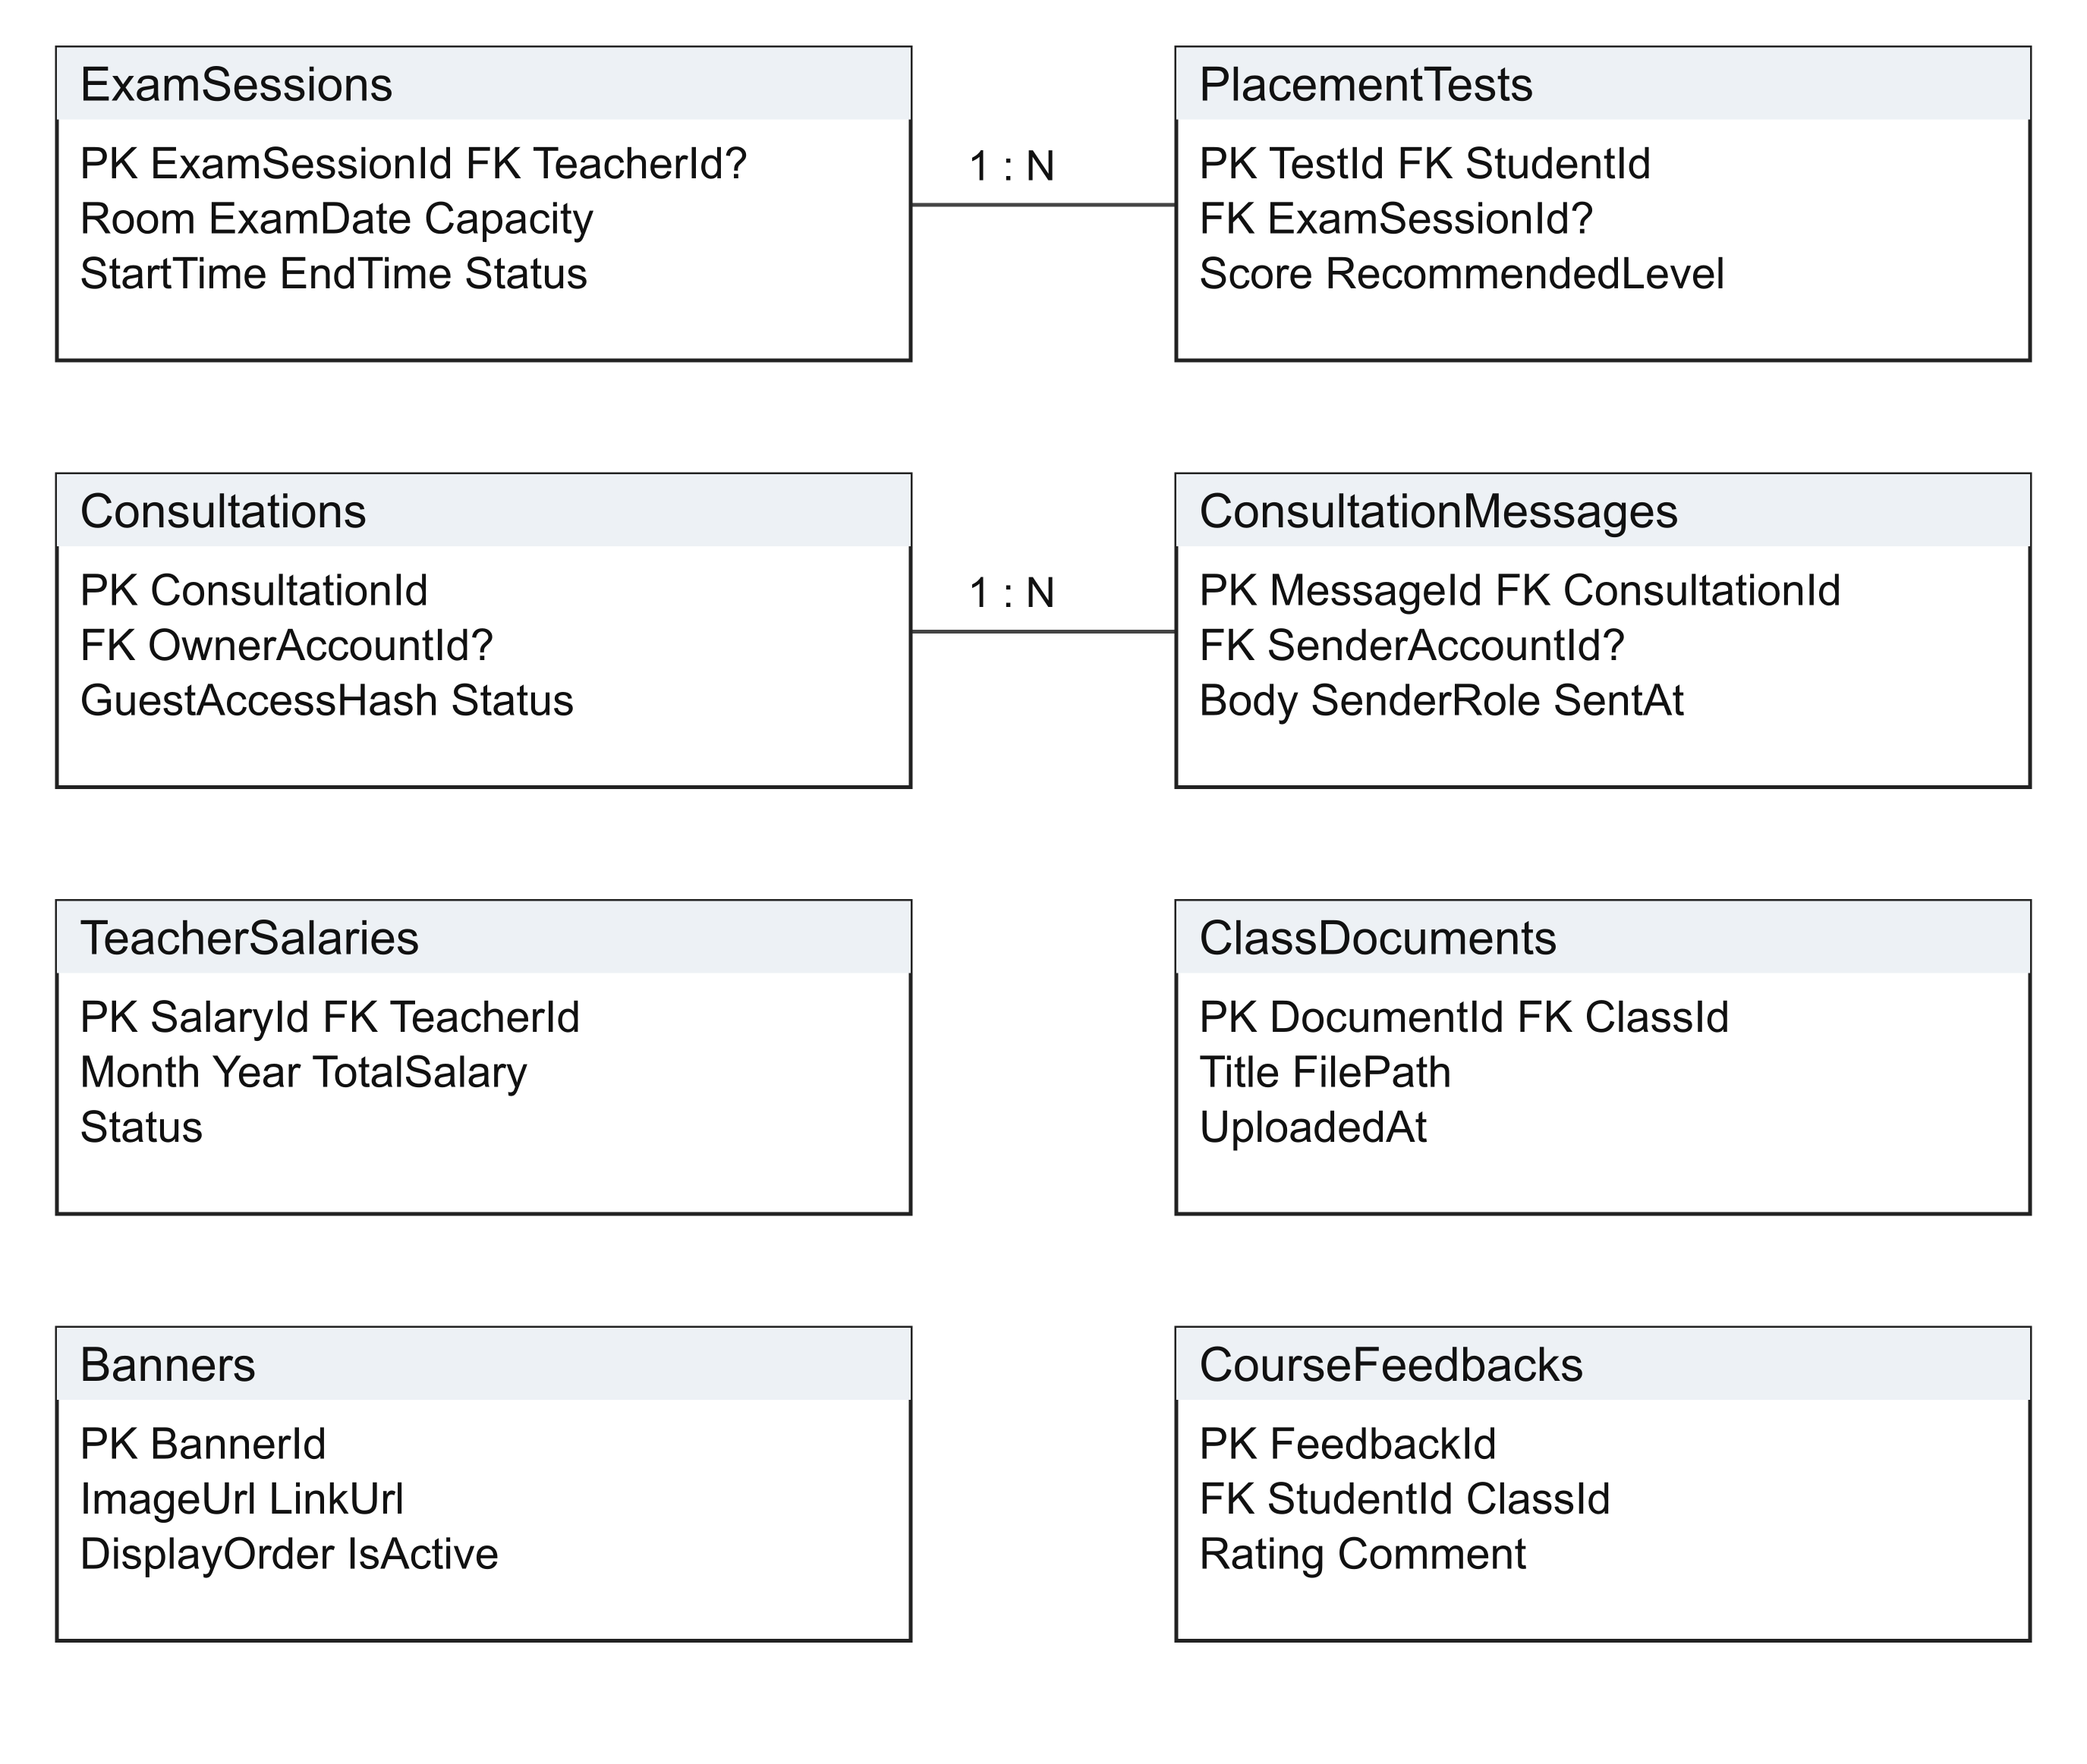 ExamSessions
PK ExamSessionId FK TeacherId?
Room ExamDate Capacity
StartTime EndTime Status
1 : N
PlacementTests
PK TestId FK StudentId
FK ExamSessionId?
Score RecommendedLevel
Consultations
PK ConsultationId
FK OwnerAccountId?
GuestAccessHash Status
1 : N
ConsultationMessages
PK MessageId FK ConsultationId
FK SenderAccountId?
Body SenderRole SentAt
TeacherSalaries
PK SalaryId FK TeacherId
Month Year TotalSalary
Status
ClassDocuments
PK DocumentId FK ClassId
Title FilePath
UploadedAt
Banners
PK BannerId
ImageUrl LinkUrl
DisplayOrder IsActive
CourseFeedbacks
PK FeedbackId
FK StudentId ClassId
Rating Comment